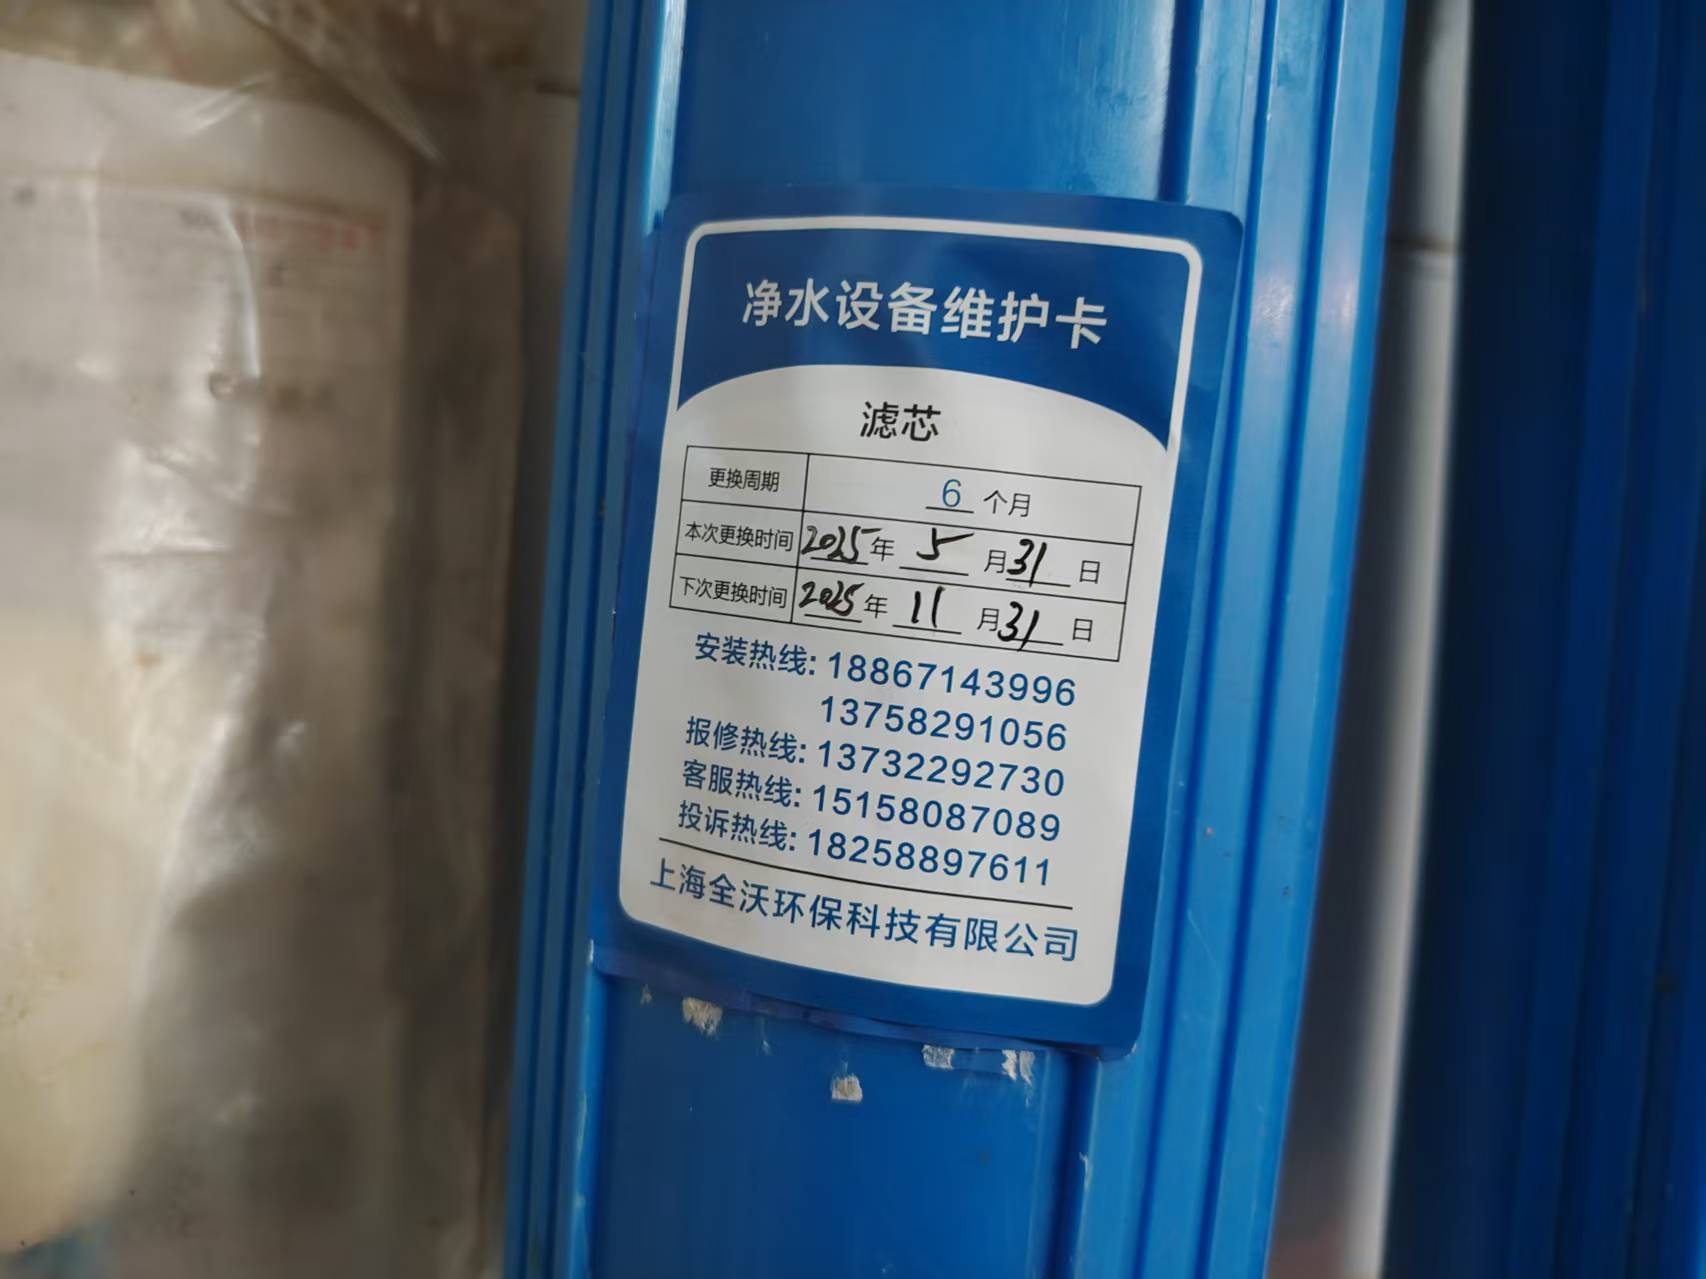 净水设备维护卡
滤芯
更换周期 6 个月
本次更换时间 2025年 5 月31日
下次更换时间 2025年 11 月31日
安装热线: 18867143996
13758291056
报修热线: 13732292730
客服热线: 15158087089
投诉热线: 18258897611
上海全沃环保科技有限公司